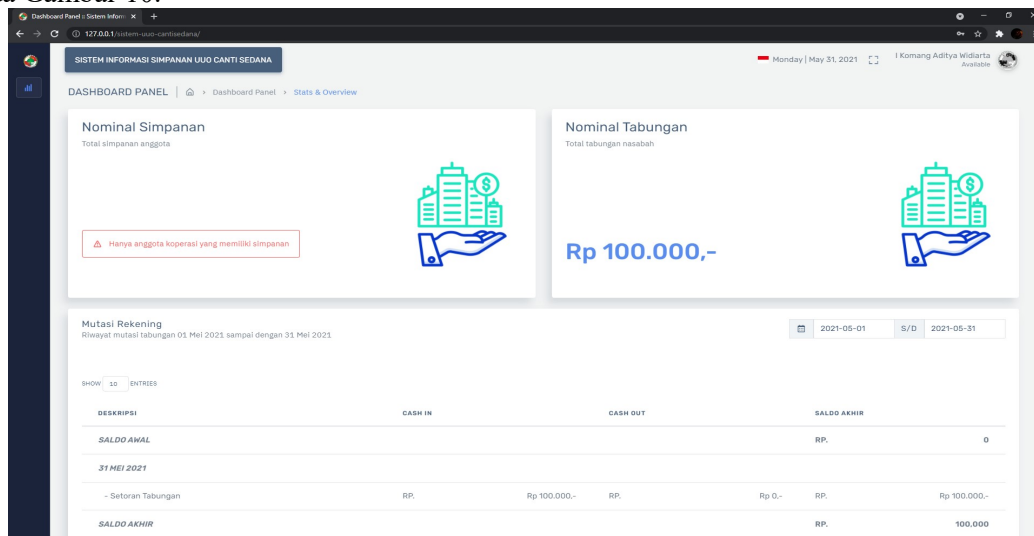 Gambar 10.
Dashboard Panel :: Sistem Inform
127.0.0.1/sistem-uuo-cantisedana/
SISTEM INFORMASI SIMPANAN UUO CANTI SEDANA
Monday | May 31, 2021
I Komang Aditya Widiarta
Available
DASHBOARD PANEL | Dashboard Panel › Stats & Overview
Nominal Simpanan
Total simpanan anggota
Hanya anggota koperasi yang memiliki simpanan
Nominal Tabungan
Total tabungan nasabah
Rp 100.000,-
Mutasi Rekening
Riwayat mutasi tabungan 01 Mei 2021 sampai dengan 31 Mei 2021
2021-05-01 S/D 2021-05-31
SHOW 10 ENTRIES
DESKRIPSI CASH IN CASH OUT SALDO AKHIR
SALDO AWAL RP. 0
31 MEI 2021
- Setoran Tabungan RP. Rp 100.000,- RP. Rp 0,- RP. Rp 100.000,-
SALDO AKHIR RP. 100,000